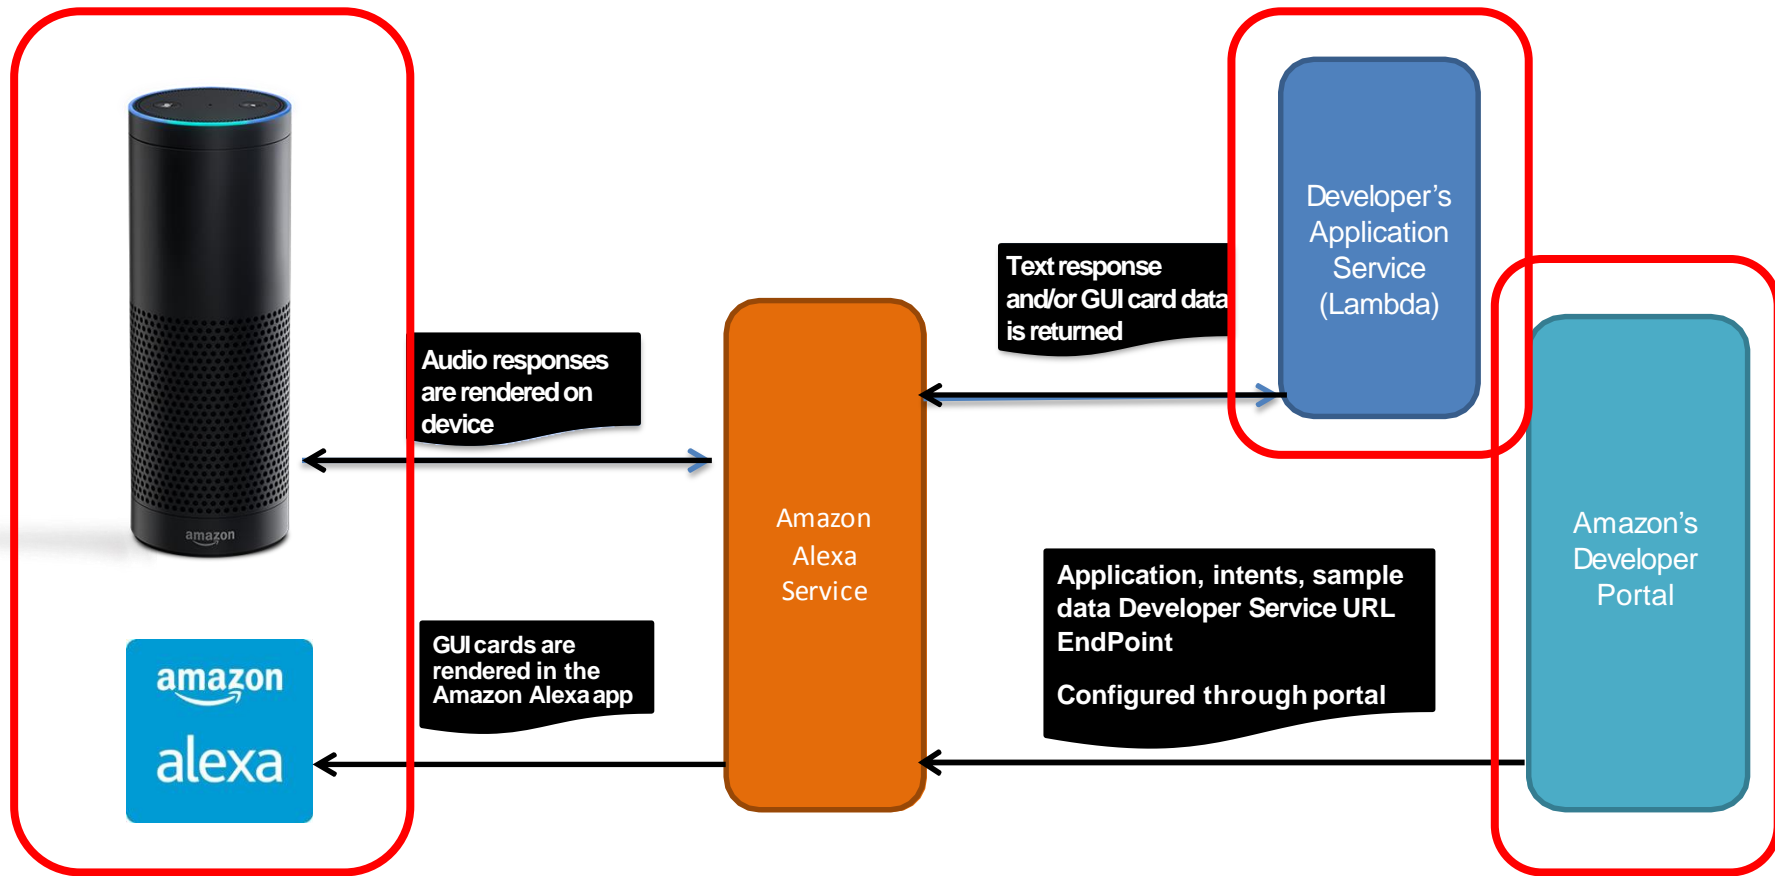 amazon
Audio responses
are rendered on
device
amazon
alexa
GUI cards are
rendered in the
Amazon Alexa app
Amazon
Alexa
Service
Text response
and/or GUI card data
is returned
Developer’s
Application
Service
(Lambda)
Application, intents, sample
data Developer Service URL
EndPoint
Configured through portal
Amazon’s
Developer
Portal